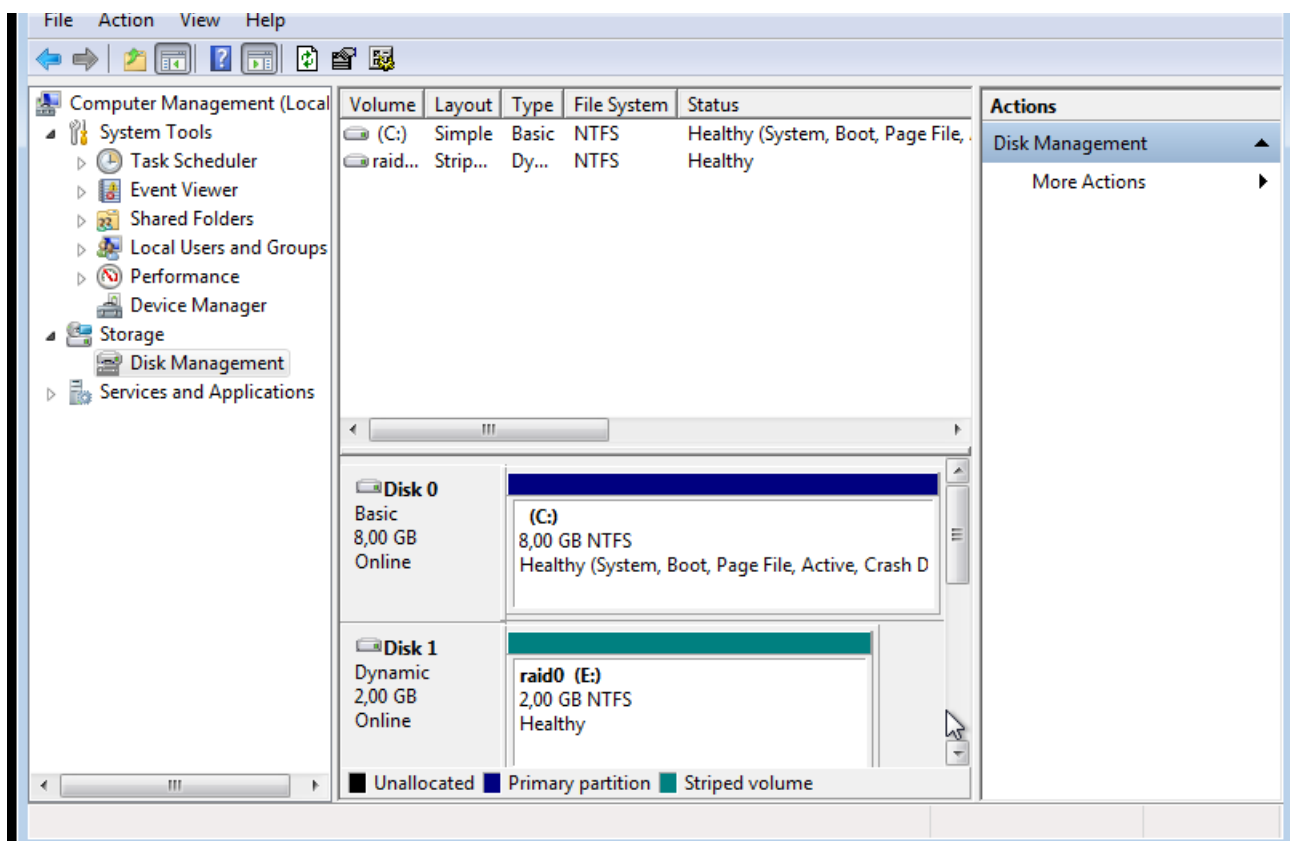 File Action View Help
Computer Management (Local
System Tools
Task Scheduler
Event Viewer
Shared Folders
Local Users and Groups
Performance
Device Manager
Storage
Disk Management
Services and Applications
Volume Layout Type File System Status
(C:) Simple Basic NTFS Healthy (System, Boot, Page File, .
raid... Strip... Dy... NTFS Healthy
Disk 0
Basic
8,00 GB
Online
(C:)
8,00 GB NTFS
Healthy (System, Boot, Page File, Active, Crash D
Disk 1
Dynamic
2,00 GB
Online
raid0 (E:)
2,00 GB NTFS
Healthy
Unallocated Primary partition Striped volume
Actions
Disk Management
More Actions